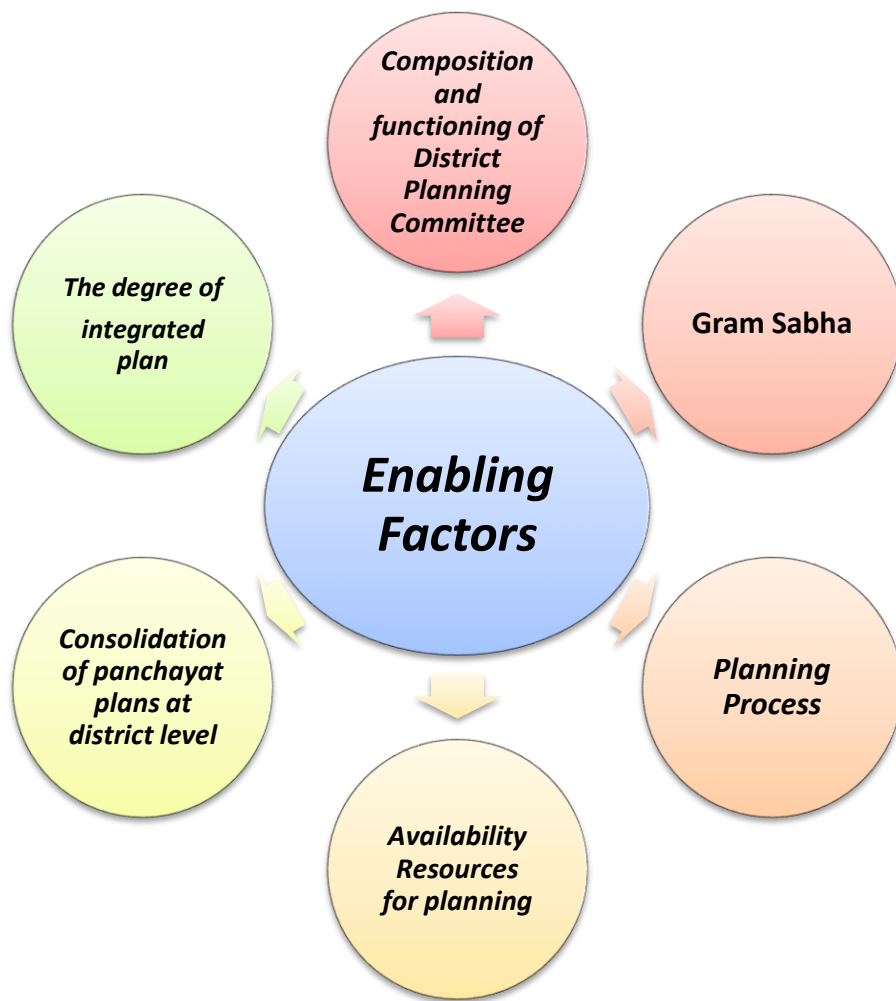 Composition
and
functioning of
District
Planning
Committee
The degree of
integrated
plan
Gram Sabha
Enabling
Factors
Consolidation
of panchayat
plans at
district level
Planning
Process
Availability
Resources
for planning